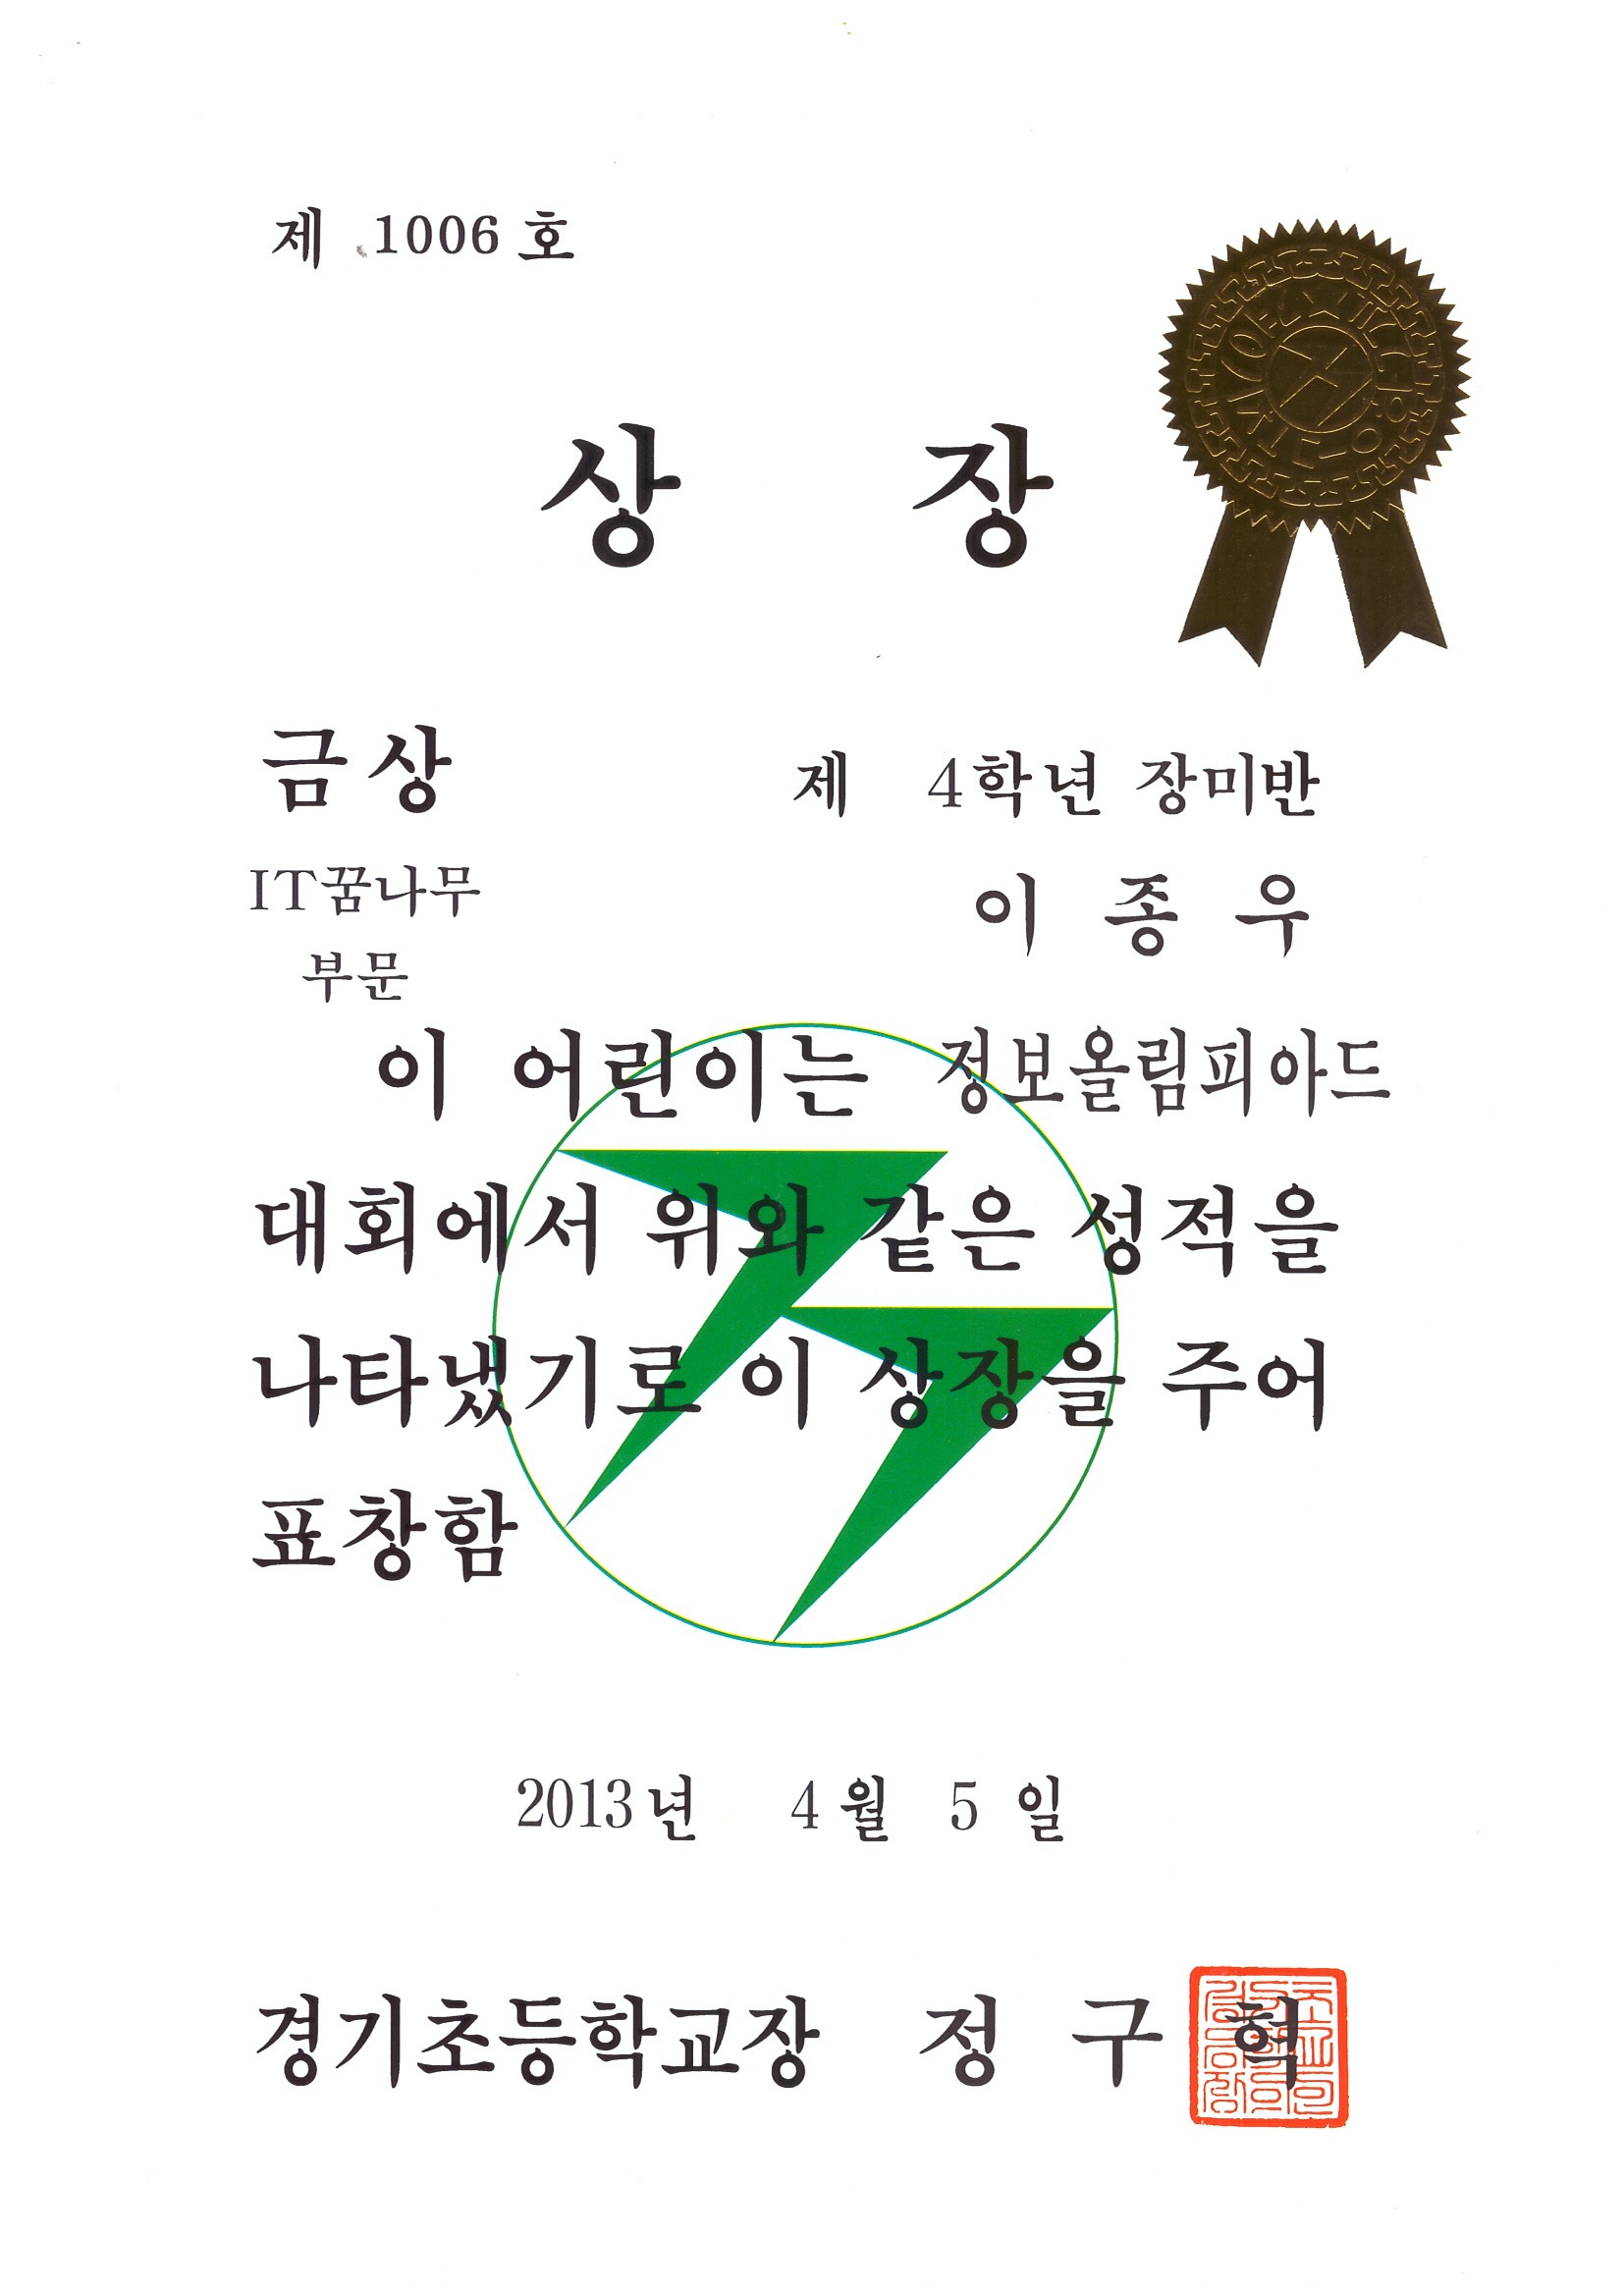 제 1006 호
상 장
금상
제 4학년 장미반
IT꿈나무
이 종 우
부문
이 어린이는 정보올림피아드
대회에서 위와 같은 성적을
나타냈기로 이 상장을 주어
표창함
2013년 4월 5일
경기초등학교장 정 구 혁